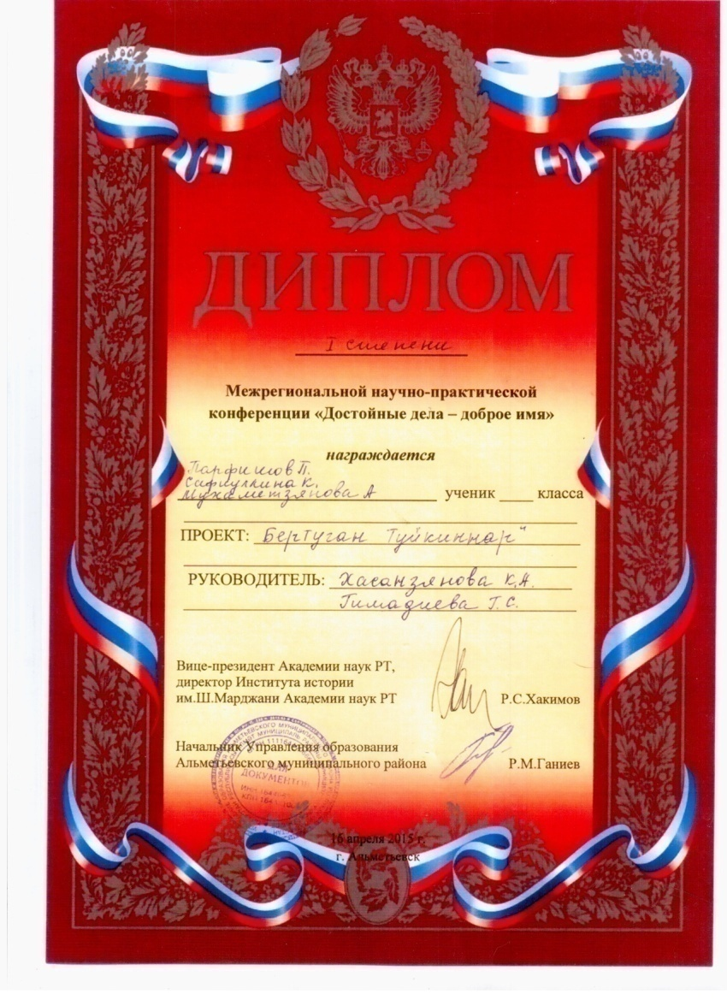 ДИПЛОМ
I степени
Межрегиональной научно-практической
конференции «Достойные дела – доброе имя»
награждается
П.
Сафиуллина К.
Мухаметзянова А ученик ____ класса
ПРОЕКТ: Бертуган Туйкиннар"
РУКОВОДИТЕЛЬ: Хасанзянова К.А.
Гимадиева Г.С.
Вице-президент Академии наук РТ,
директор Института истории
им.Ш.Марджани Академии наук РТ Р.С.Хакимов
Начальник Управления образования
Альметьевского муниципального района Р.М.Ганиев
ДЛЯ
ДОКУМЕНТОВ
16 апреля 2015 г.
г. Альметьевск